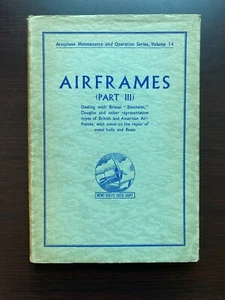 Aeroplane Maintenance and Operation Series, Volume 14
AIRFRAMES
(PART III)
Dealing with Bristol "Blenheim,"
Douglas and other representative
types of British and American Air-
frames, with notes on the repair of
metal hulls and floats